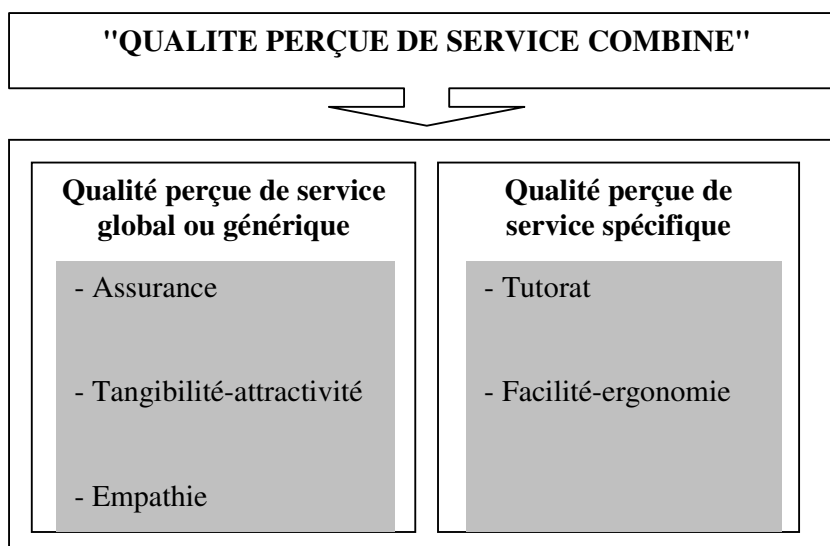 "QUALITE PERÇUE DE SERVICE COMBINE"
Qualité perçue de service
global ou générique
- Assurance
- Tangibilité-attractivité
- Empathie
Qualité perçue de
service spécifique
- Tutorat
- Facilité-ergonomie